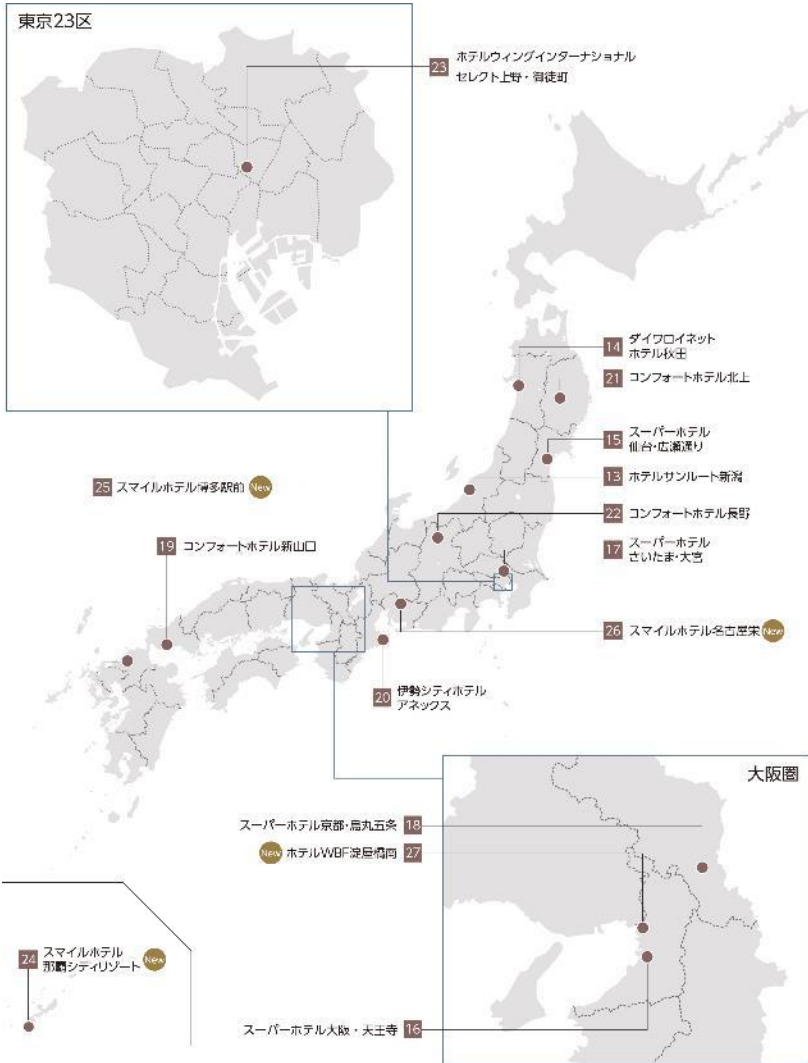 東京23区
23 ホテルウィングインターナショナル
セレクト上野・御徒町
14 ダイワロイネット
ホテル秋田
21 コンフォートホテル北上
15 スーパーホテル
仙台・広瀬通り
25 スマイルホテル博多駅前 New
13 ホテルサンルート新潟
22 コンフォートホテル長野
19 コンフォートホテル新山口
17 スーパーホテル
さいたま・大宮
26 スマイルホテル名古屋栄 New
20 伊勢シティホテル
アネックス
大阪圏
スーパーホテル京都・烏丸五条 18
New ホテルWBF淀屋橋南 27
24 スマイルホテル
那覇シティリゾート New
スーパーホテル大阪・天王寺 16